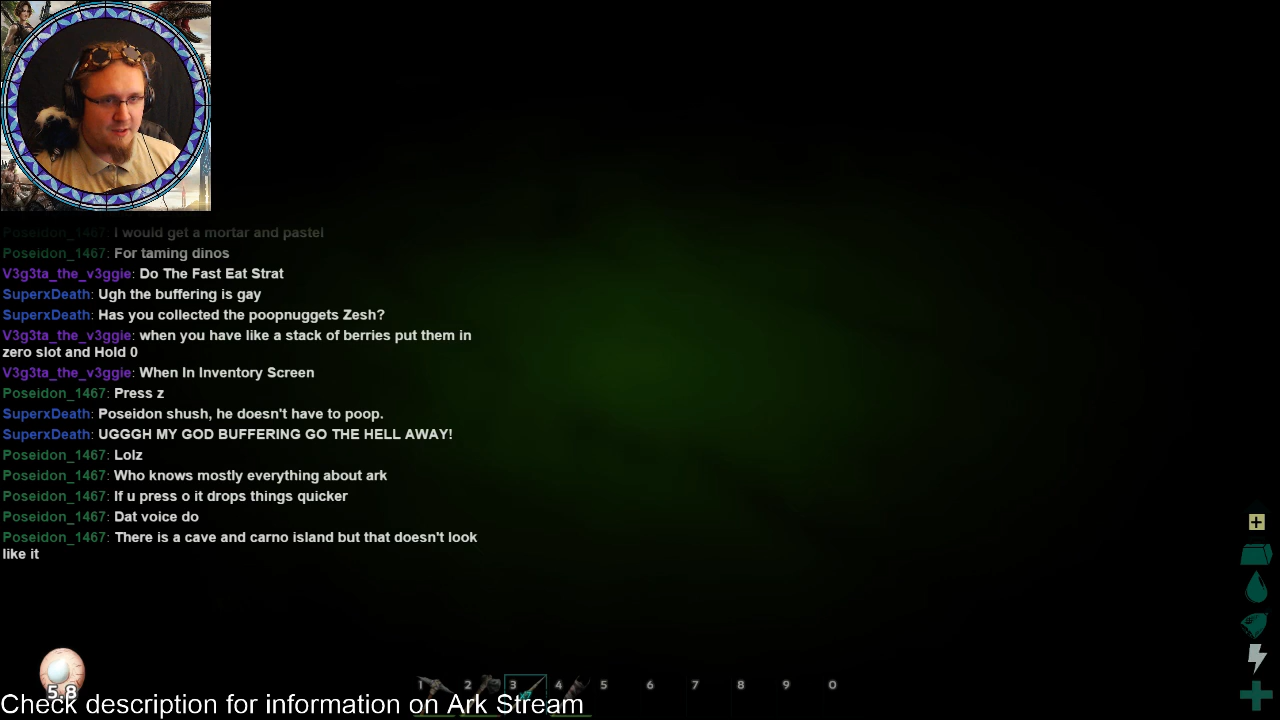 Poseidon_1467: I would get a mortar and pastel
Poseidon_1467: For taming dinos
V3g3ta_the_v3ggie: Do The Fast Eat Strat
SuperxDeath: Ugh the buffering is gay
SuperxDeath: Has you collected the poopnuggets Zesh?
V3g3ta_the_v3ggie: when you have like a stack of berries put them in
zero slot and Hold 0
V3g3ta_the_v3ggie: When In Inventory Screen
Poseidon_1467: Press z
SuperxDeath: Poseidon shush, he doesn't have to poop.
SuperxDeath: UGGGH MY GOD BUFFERING GO THE HELL AWAY!
Poseidon_1467: Lolz
Poseidon_1467: Who knows mostly everything about ark
Poseidon_1467: If u press o it drops things quicker
Poseidon_1467: Dat voice do
Poseidon_1467: There is a cave and carno island but that doesn't look
like it
5.8
1 2 3 4 5 6 7 8 9 0
x7
Check description for information on Ark Stream